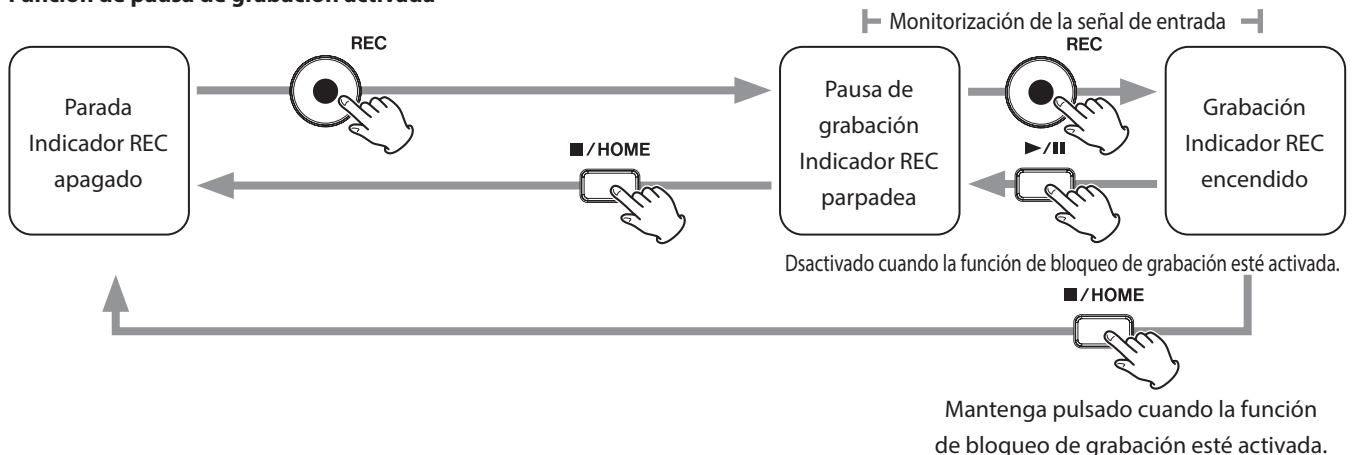 Función de pausa de grabación activada
Monitorización de la señal de entrada
REC
REC
Parada
Indicador REC
apagado
Pausa de
grabación
Indicador REC
parpadea
Grabación
Indicador REC
encendido
■/HOME
►/II
Dsactivado cuando la función de bloqueo de grabación esté activada.
■/HOME
Mantenga pulsado cuando la función
de bloqueo de grabación esté activada.